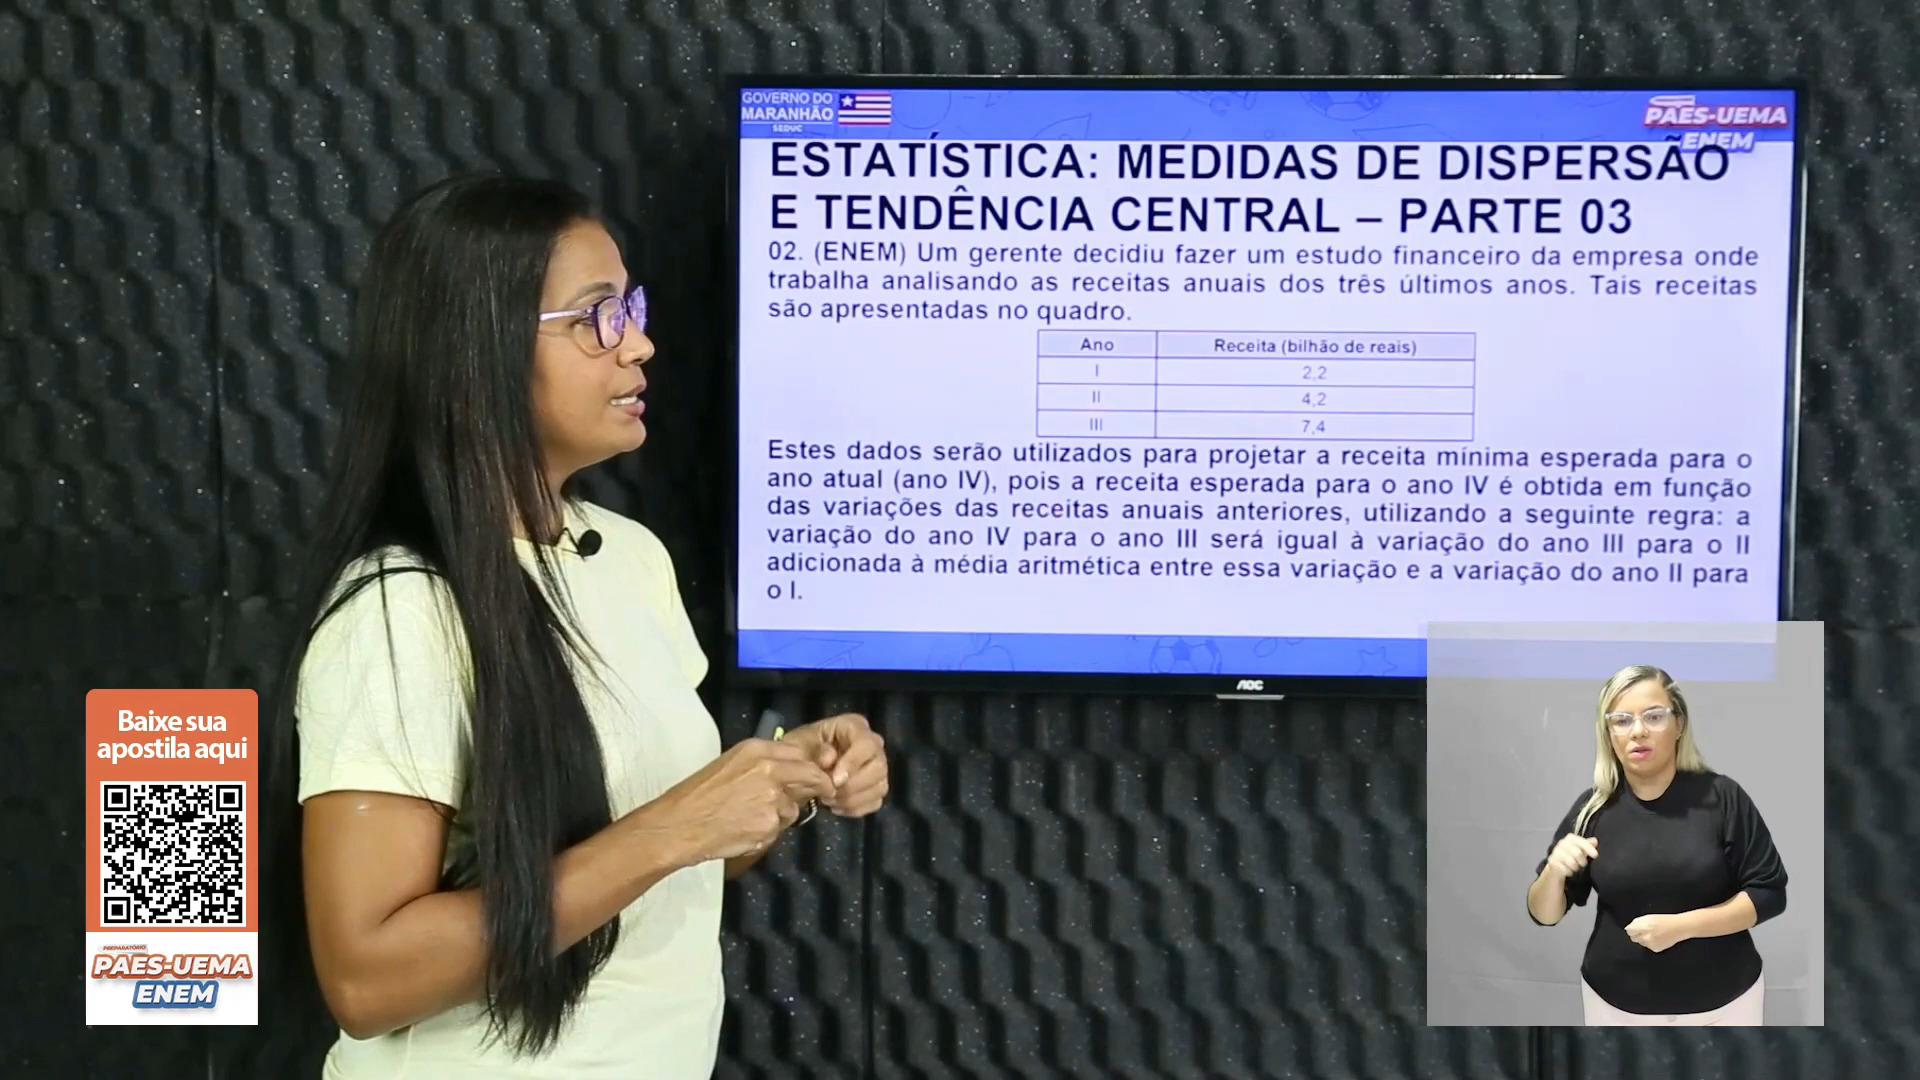 GOVERNO DO
MARANHÃO
SEDUC
PAES-UEMA
ENEM
ESTATÍSTICA: MEDIDAS DE DISPERSÃO
E TENDÊNCIA CENTRAL – PARTE 03
02. (ENEM) Um gerente decidiu fazer um estudo financeiro da empresa onde
trabalha analisando as receitas anuais dos três últimos anos. Tais receitas
são apresentadas no quadro.
Ano Receita (bilhão de reais)
I 2,2
II 4,2
III 7,4
Estes dados serão utilizados para projetar a receita mínima esperada para o
ano atual (ano IV), pois a receita esperada para o ano IV é obtida em função
das variações das receitas anuais anteriores, utilizando a seguinte regra: a
variação do ano IV para o ano III será igual à variação do ano III para o II
adicionada à média aritmética entre essa variação e a variação do ano II para
o I.
AOC
Baixe sua
apostila aqui
PREPARATÓRIO
PAES-UEMA
ENEM